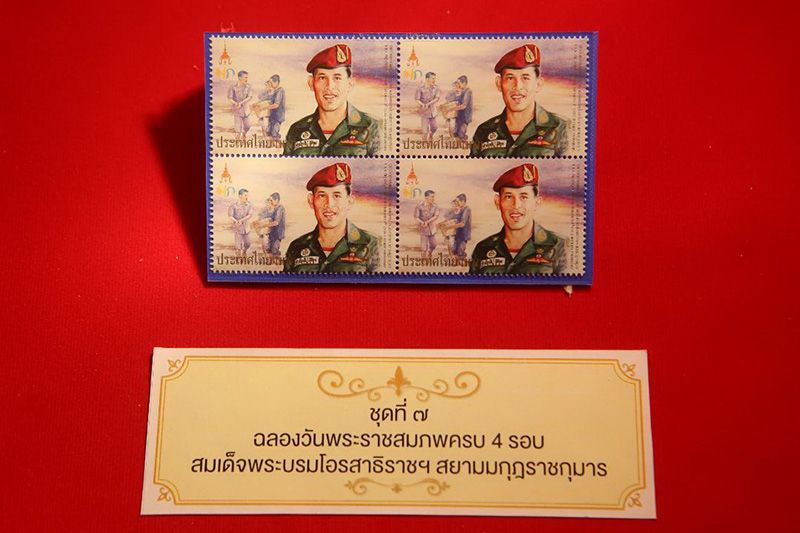 ประเทศไทย
ประเทศไทย
ประเทศไทย
ประเทศไทย
ชุดที่ ๗
ฉลองวันพระราชสมภพครบ 4 รอบ
สมเด็จพระบรมโอรสาธิราชฯ สยามมกุฎราชกุมาร